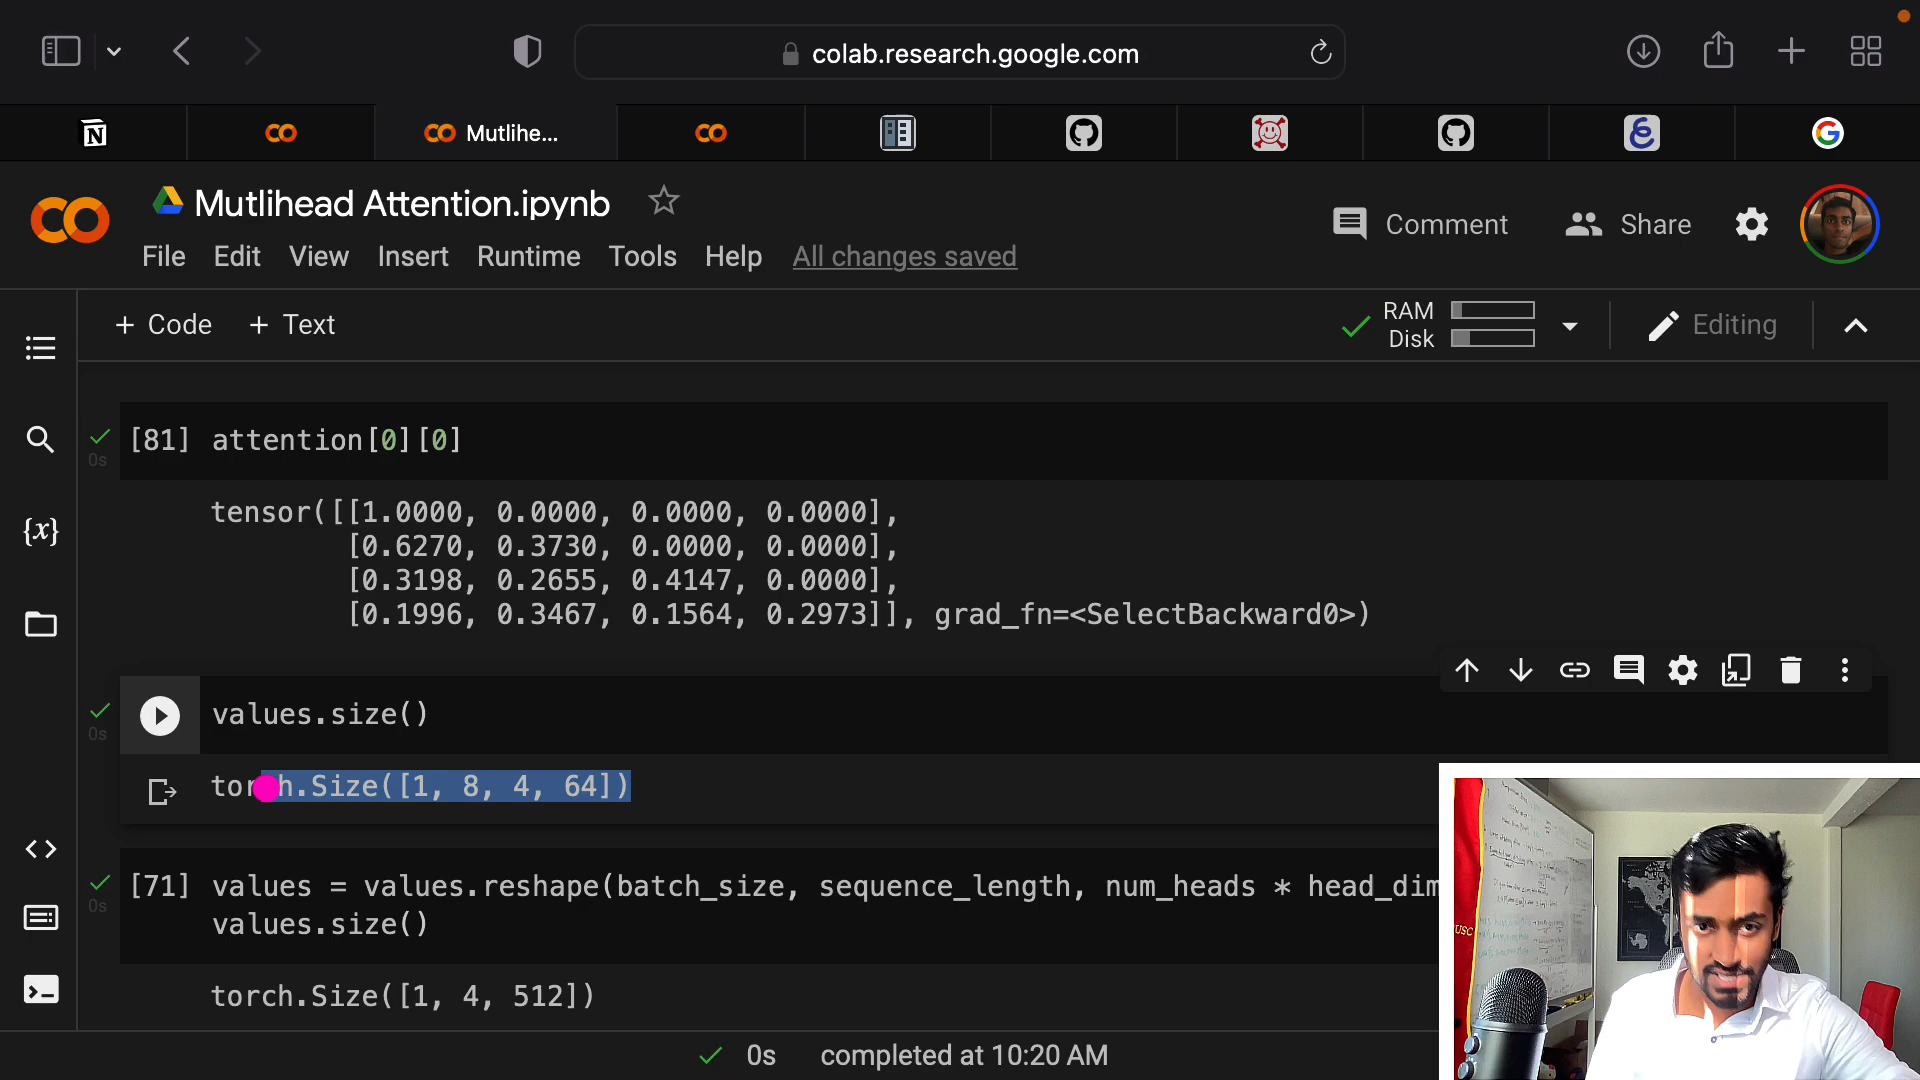 colab.research.google.com
Mutlihe...
Mutlihead Attention.ipynb
Comment
Share
File Edit View Insert Runtime Tools Help All changes saved
+ Code + Text
RAM
Disk
Editing
[81] attention[0][0]
0s
tensor([[1.0000, 0.0000, 0.0000, 0.0000],
[0.6270, 0.3730, 0.0000, 0.0000],
[0.3198, 0.2655, 0.4147, 0.0000],
[0.1996, 0.3467, 0.1564, 0.2973]], grad_fn=<SelectBackward0>)
values.size()
0s
torch.Size([1, 8, 4, 64])
[71] values = values.reshape(batch_size, sequence_length, num_heads * head_dim
0s
values.size()
torch.Size([1, 4, 512])
USC
0s completed at 10:20 AM